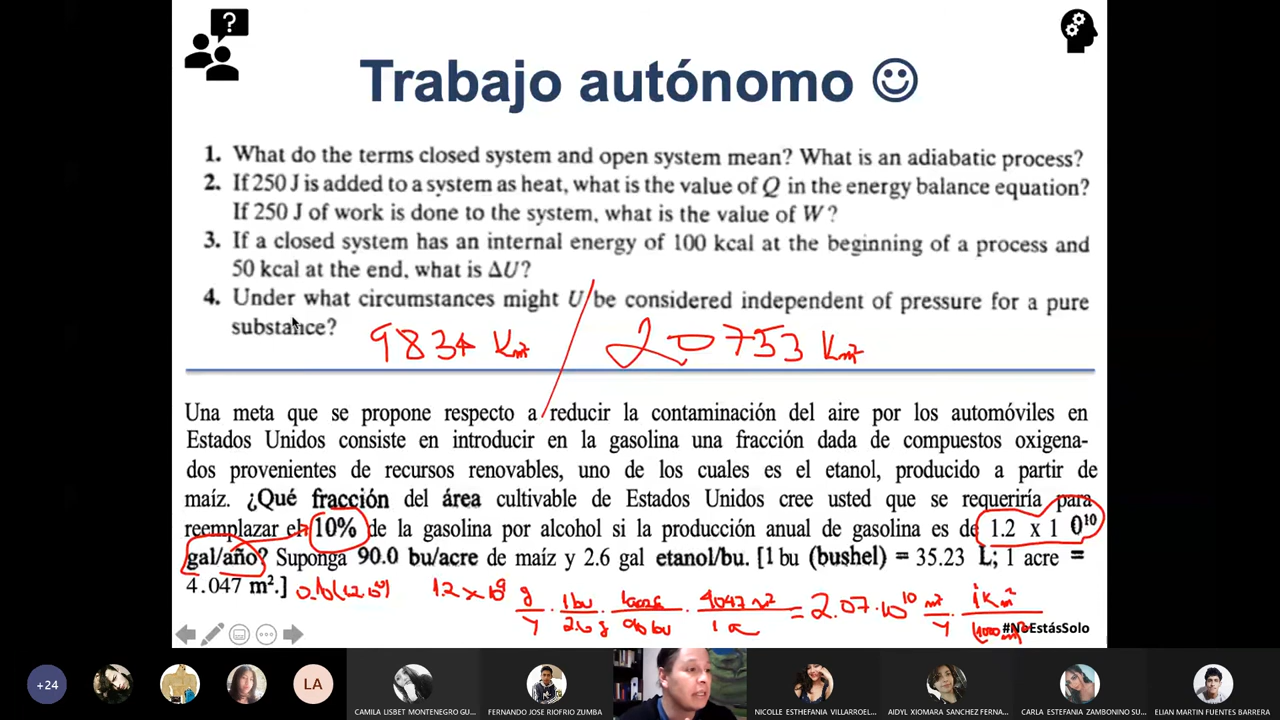 Trabajo autónomo
1. What do the terms closed system and open system mean? What is an adiabatic process?
2. If 250 J is added to a system as heat, what is the value of Q in the energy balance equation?
If 250 J of work is done to the system, what is the value of W?
3. If a closed system has an internal energy of 100 kcal at the beginning of a process and
50 kcal at the end, what is ΔU?
4. Under what circumstances might U be considered independent of pressure for a pure
substance?
9834 Km² / 20753 Km²
Una meta que se propone respecto a reducir la contaminación del aire por los automóviles en
Estados Unidos consiste en introducir en la gasolina una fracción dada de compuestos oxigena-
dos provenientes de recursos renovables, uno de los cuales es el etanol, producido a partir de
maíz. ¿Qué fracción del área cultivable de Estados Unidos cree usted que se requeriría para
reemplazar el 10% de la gasolina por alcohol si la producción anual de gasolina es de 1.2 x 10¹⁰
gal/año? Suponga 90.0 bu/acre de maíz y 2.6 gal etanol/bu. [1 bu (bushel) = 35.23 L; 1 acre =
4.047 m².] 1.2 x 10⁹ g/y · 1bu/2.6g · 4047 m²/1a = 2.07·10¹⁰ m²/y · 1Km²
#NoEstásSolo
+24
LA
CAMILA LISBET MONTENEGRO GU...
FERNANDO JOSE RIOFRIO ZUMBA
NICOLLE ESTHEFANIA VILLARROEL...
AIDYL XIOMARA SANCHEZ FERNA...
CARLA ESTEFANIA ZAMBONINO SU...
ELIAN MARTIN FUENTES BARRERA